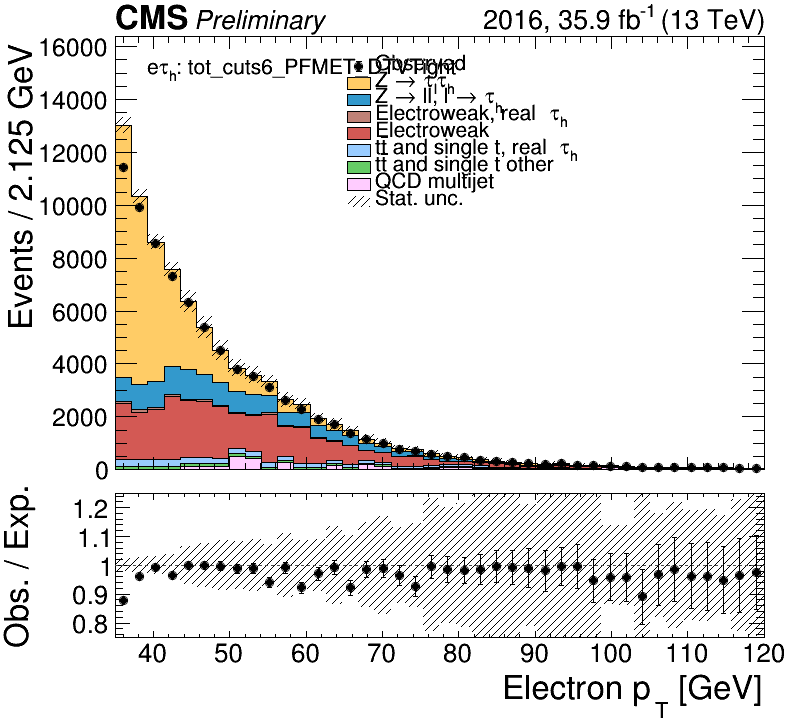 CMS Preliminary 2016, 35.9 fb⁻¹ (13 TeV)
Events / 2.125 GeV
16000
14000
12000
10000
8000
6000
4000
2000
0
eτh: tot_cuts6_PFMET
Observed
Z → ττh
Z → ll, l → τh
Electroweak, real τh
Electroweak
tt and single t, real τh
tt and single t other
QCD multijet
Stat. unc.
Obs. / Exp.
1.2
1.1
1
0.9
0.8
40 50 60 70 80 90 100 110 120
Electron pT [GeV]